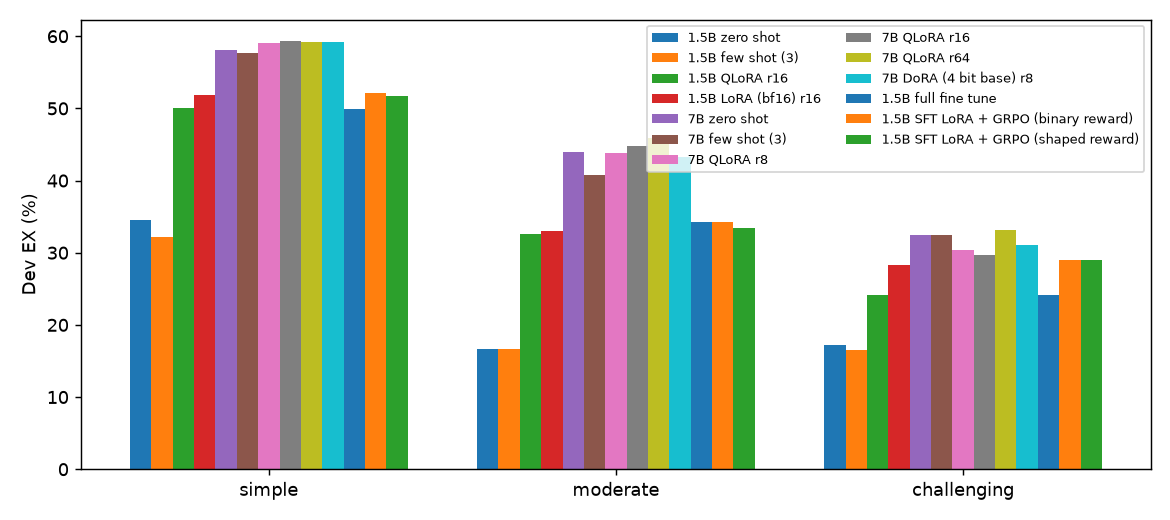 60
50
40
30
20
10
0
Dev EX (%)
simple
moderate
challenging
1.5B zero shot
1.5B few shot (3)
1.5B QLoRA r16
1.5B LoRA (bf16) r16
7B zero shot
7B few shot (3)
7B QLoRA r8
7B QLoRA r16
7B QLoRA r64
7B DoRA (4 bit base) r8
1.5B full fine tune
1.5B SFT LoRA + GRPO (binary reward)
1.5B SFT LoRA + GRPO (shaped reward)